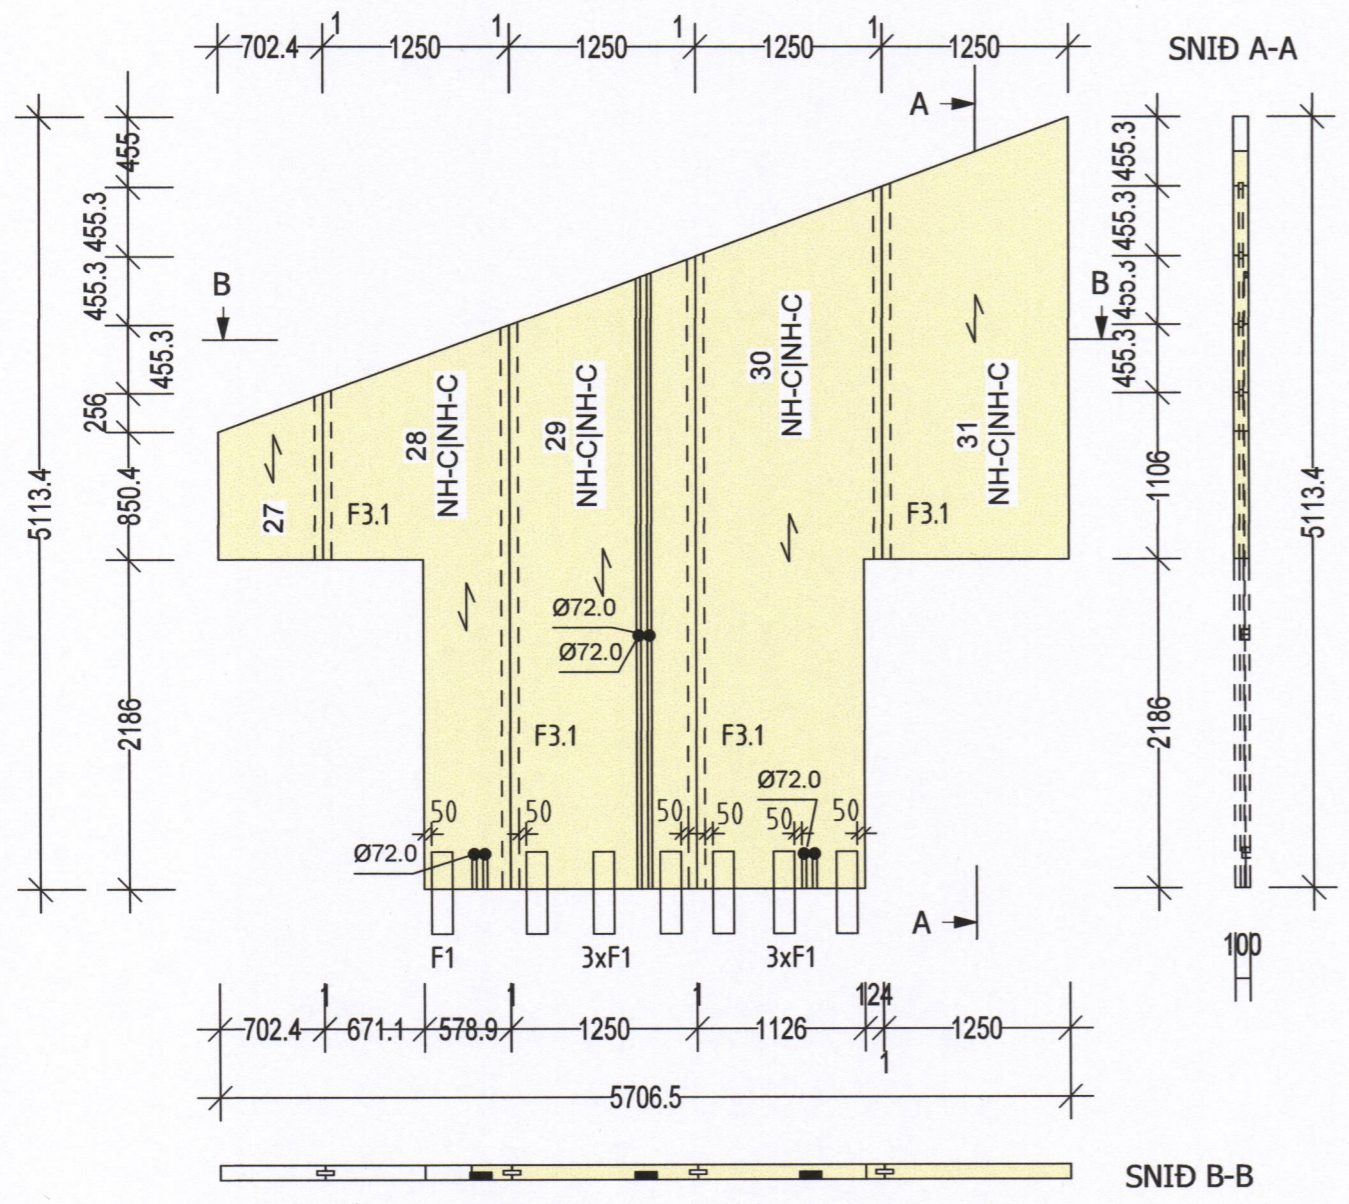 1 1 1 1
702.4 1250 1250 1250 1250
SNIÐ A-A
A
455
455.3
455.3
455.3
256
850.4
2186
5113.4
B
B
455.3
455.3
455.3
455.3
1106
2186
5113.4
27
28
NH-C|NH-C
29
NH-C|NH-C
30
NH-C|NH-C
31
NH-C|NH-C
F3.1
F3.1
Ø72.0
Ø72.0
F3.1
F3.1
Ø72.0
50 50 50 50 50 50
Ø72.0
A
F1 3xF1 3xF1
100
1 1 1 124
702.4 671.1 578.9 1250 1126 1250
1
5706.5
SNIÐ B-B